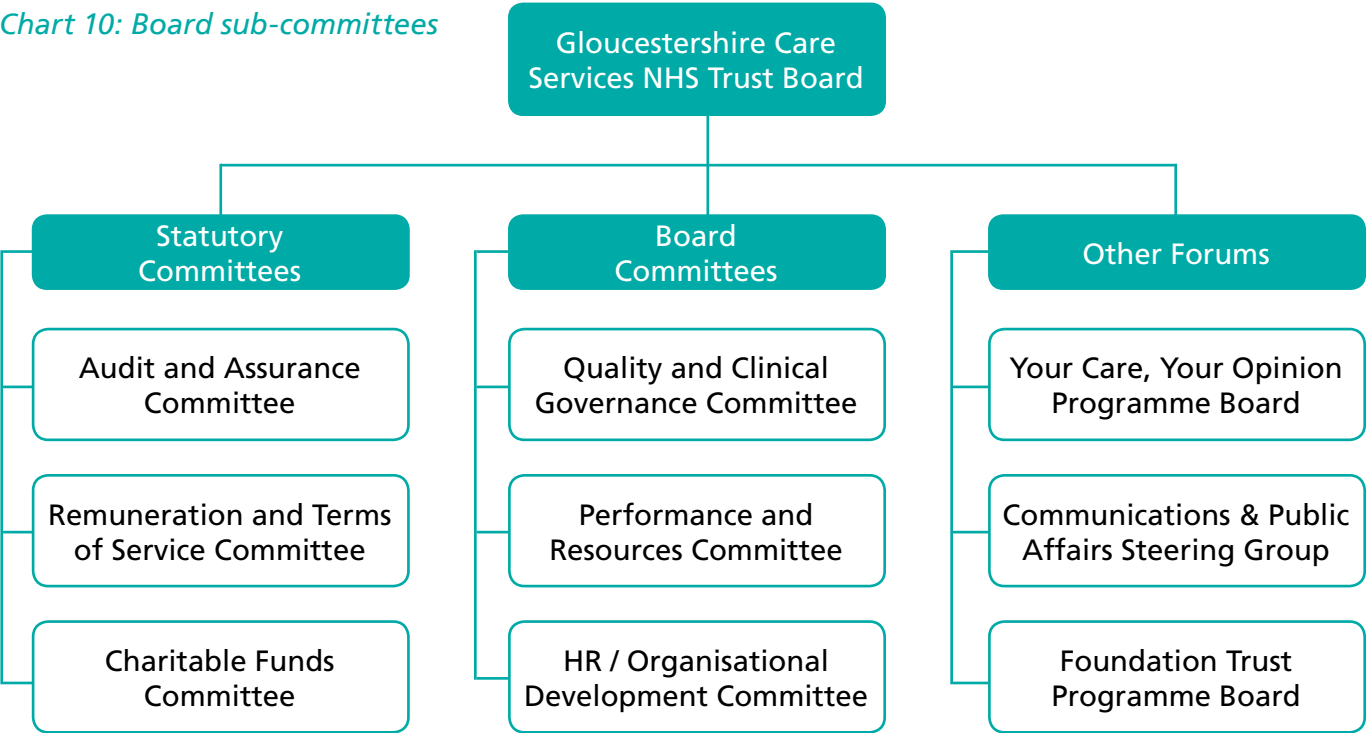 Chart 10: Board sub-committees
Gloucestershire Care
Services NHS Trust Board
Statutory
Committees
Audit and Assurance
Committee
Remuneration and Terms
of Service Committee
Charitable Funds
Committee
Board
Committees
Quality and Clinical
Governance Committee
Performance and
Resources Committee
HR / Organisational
Development Committee
Other Forums
Your Care, Your Opinion
Programme Board
Communications & Public
Affairs Steering Group
Foundation Trust
Programme Board